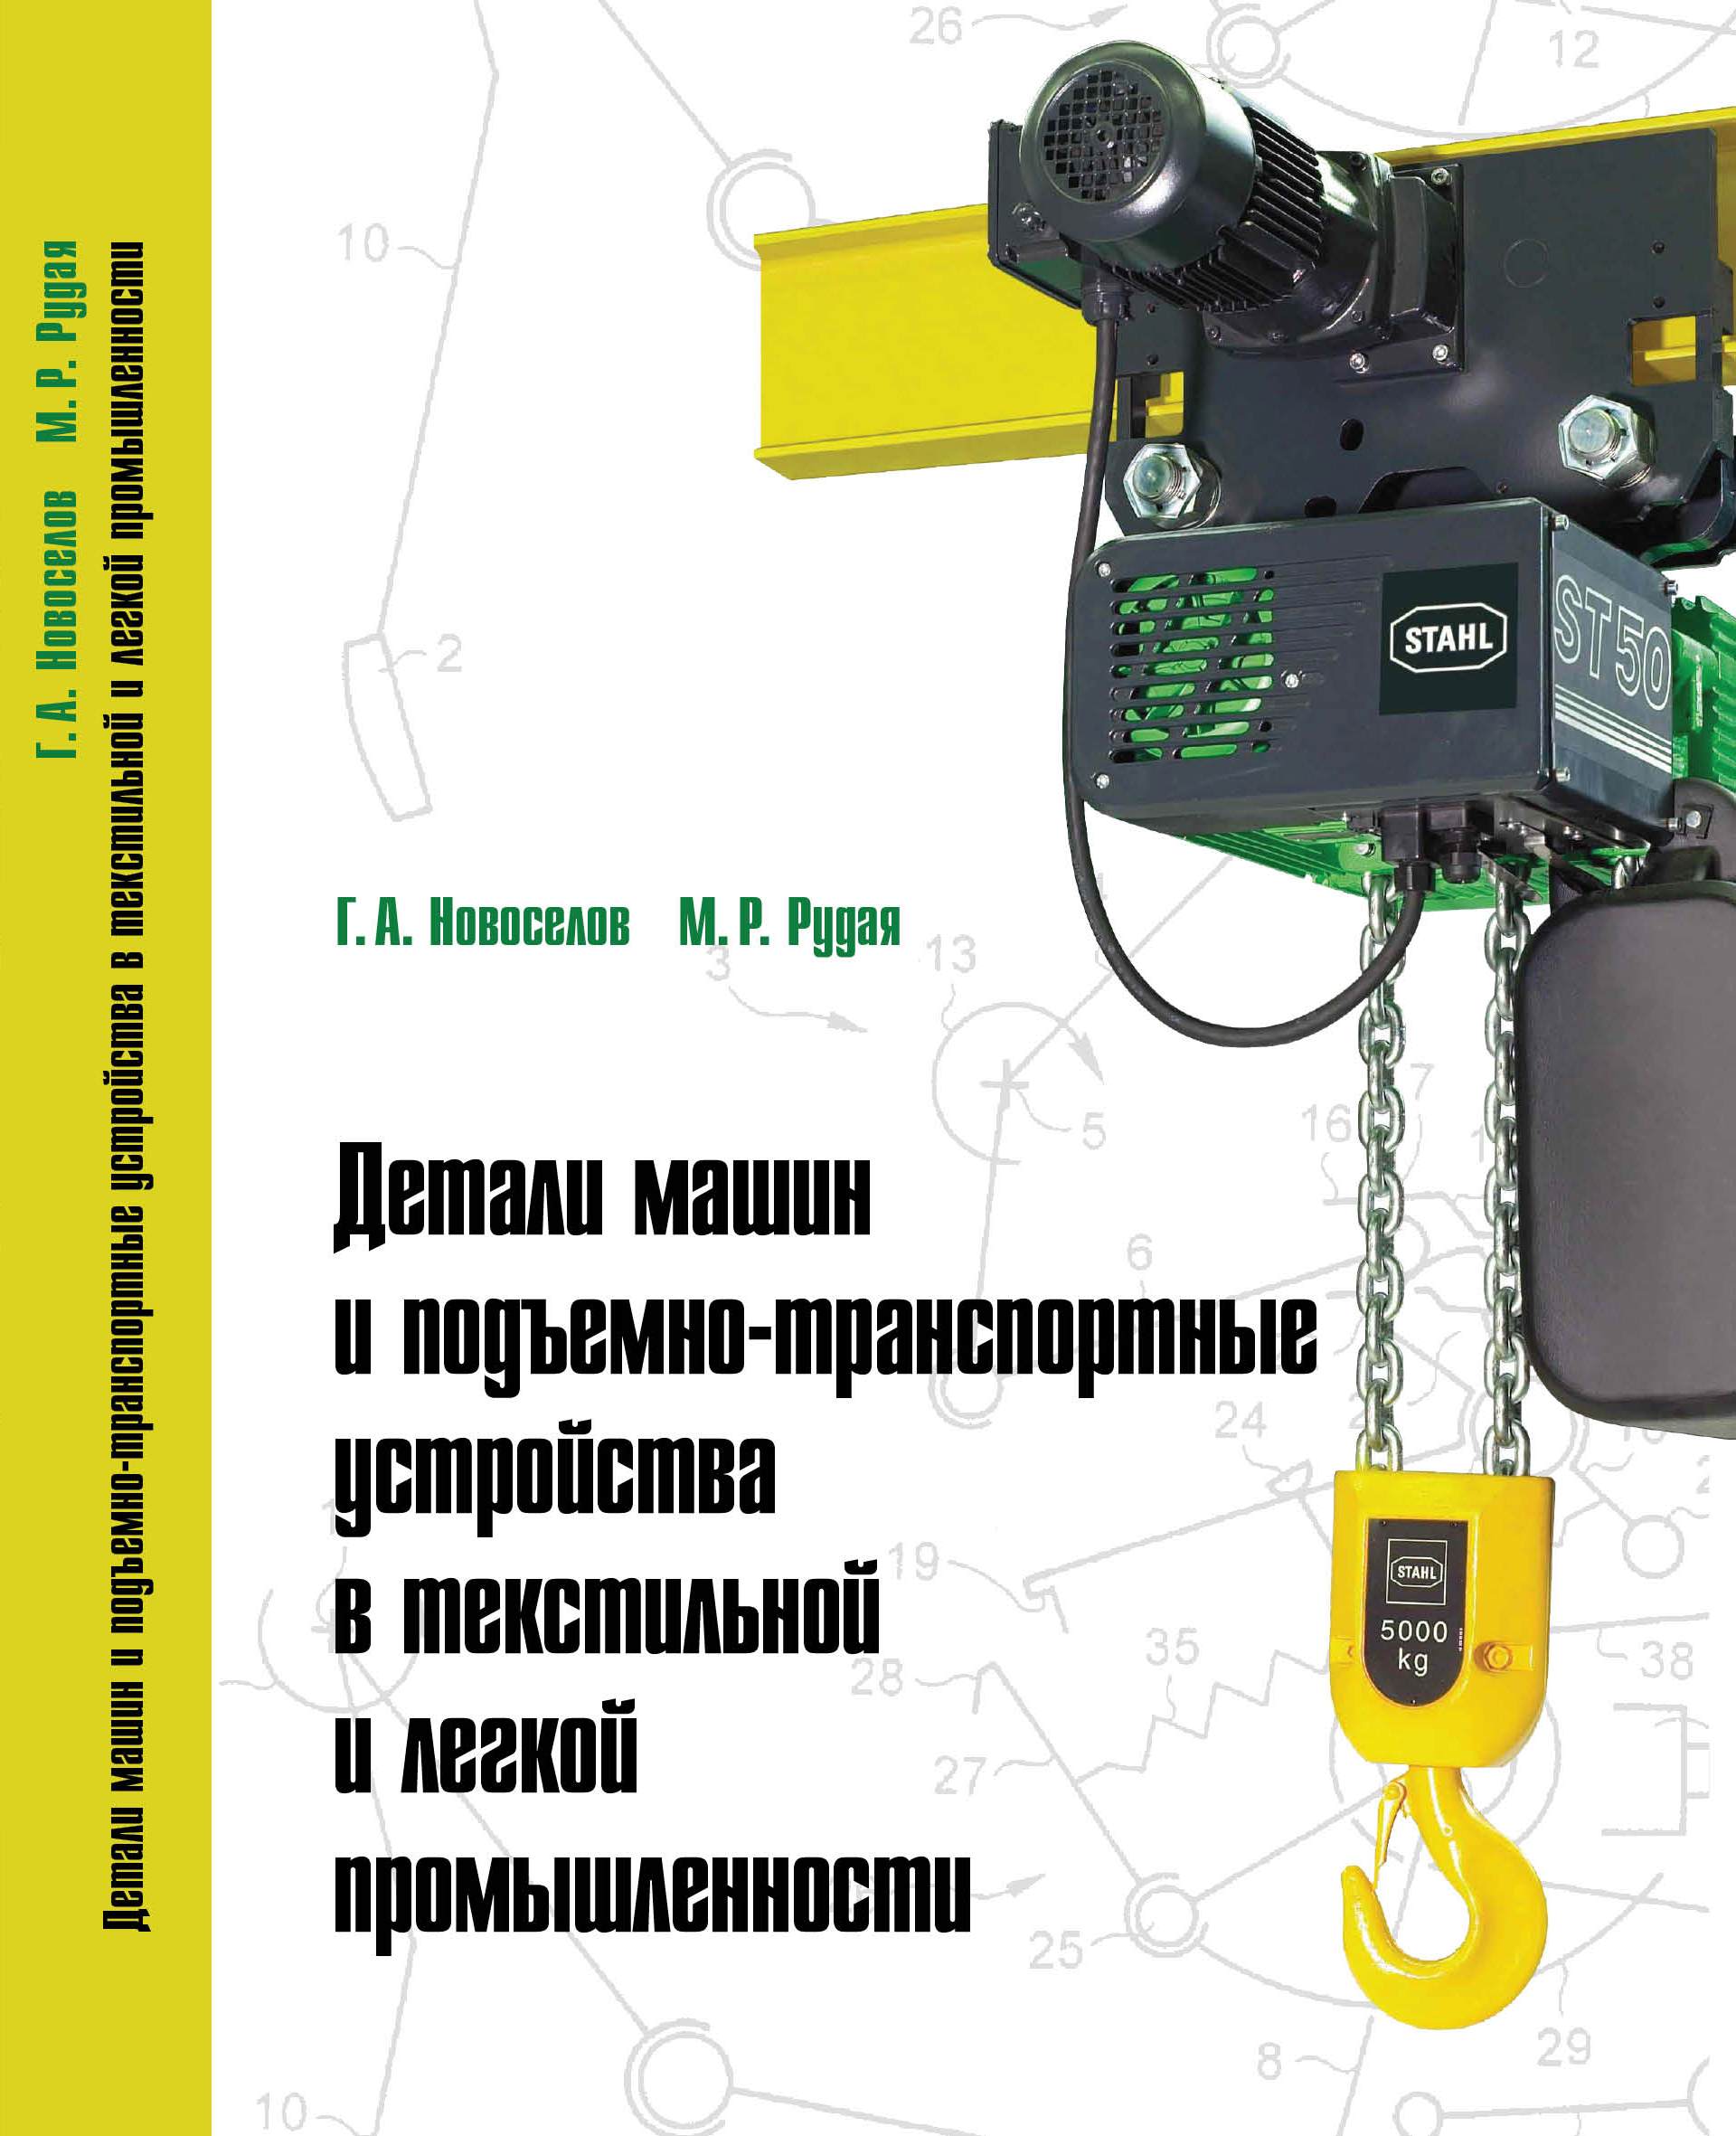 Г. А. Новоселов М. Р. Рудая
Детали машин и подъемно-транспортные устройства в текстильной и легкой промышленности
26
12
10
2
STAHL
ST50
Г. А. Новоселов М. Р. Рудая
3
13
5
7
16
6
Детали машин
и подъемно-транспортные
устройства
в текстильной
и легкой
промышленности
24
19
STAHL
5000
kg
35
38
28
27
25
29
8
10